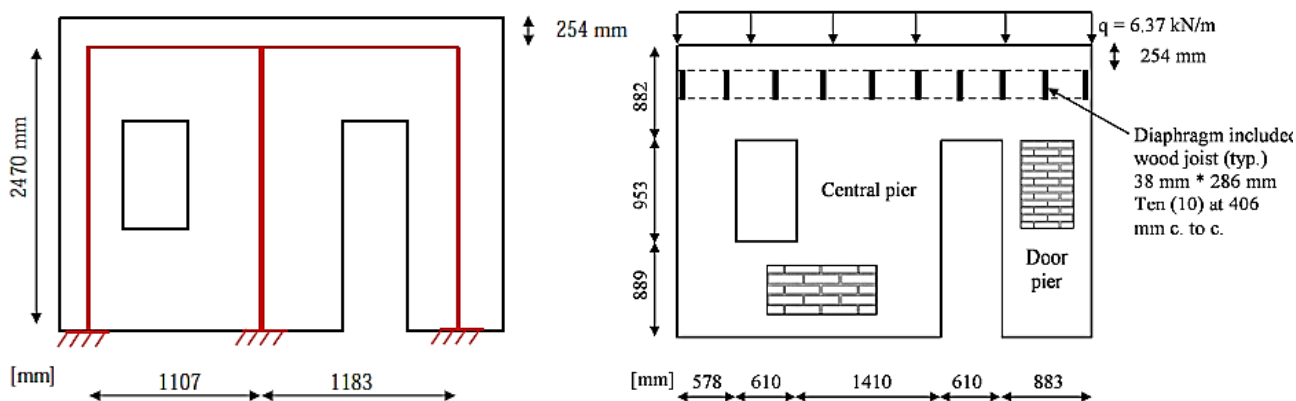 254 mm
2470 mm
[mm]
1107
1183
q = 6.37 kN/m
254 mm
882
953
889
Central pier
Door
pier
Diaphragm included
wood joist (typ.)
38 mm * 286 mm
Ten (10) at 406
mm c. to c.
[mm]
578
610
1410
610
883